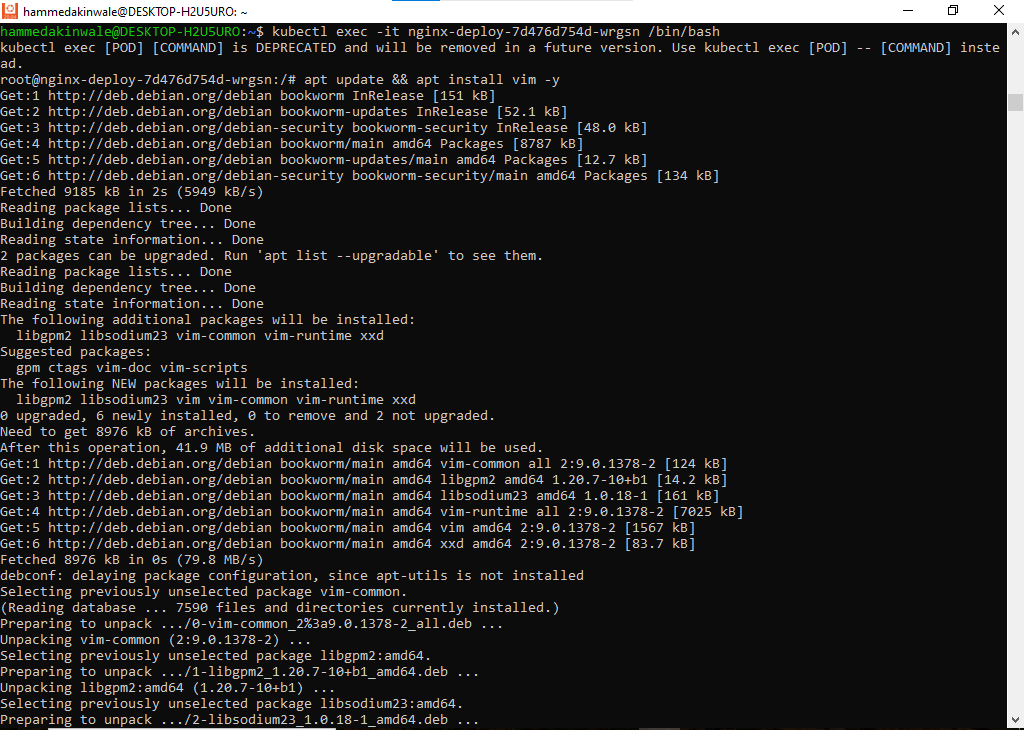 hammedakinwale@DESKTOP-H2U5URO: ~
hammedakinwale@DESKTOP-H2U5URO:~$ kubectl exec -it nginx-deploy-7d476d754d-wrgsn /bin/bash
kubectl exec [POD] [COMMAND] is DEPRECATED and will be removed in a future version. Use kubectl exec [POD] -- [COMMAND] inste
ad.
root@nginx-deploy-7d476d754d-wrgsn:/# apt update && apt install vim -y
Get:1 http://deb.debian.org/debian bookworm InRelease [151 kB]
Get:2 http://deb.debian.org/debian bookworm-updates InRelease [52.1 kB]
Get:3 http://deb.debian.org/debian-security bookworm-security InRelease [48.0 kB]
Get:4 http://deb.debian.org/debian bookworm/main amd64 Packages [8787 kB]
Get:5 http://deb.debian.org/debian bookworm-updates/main amd64 Packages [12.7 kB]
Get:6 http://deb.debian.org/debian-security bookworm-security/main amd64 Packages [134 kB]
Fetched 9185 kB in 2s (5949 kB/s)
Reading package lists... Done
Building dependency tree... Done
Reading state information... Done
2 packages can be upgraded. Run 'apt list --upgradable' to see them.
Reading package lists... Done
Building dependency tree... Done
Reading state information... Done
The following additional packages will be installed:
  libgpm2 libsodium23 vim-common vim-runtime xxd
Suggested packages:
  gpm ctags vim-doc vim-scripts
The following NEW packages will be installed:
  libgpm2 libsodium23 vim vim-common vim-runtime xxd
0 upgraded, 6 newly installed, 0 to remove and 2 not upgraded.
Need to get 8976 kB of archives.
After this operation, 41.9 MB of additional disk space will be used.
Get:1 http://deb.debian.org/debian bookworm/main amd64 vim-common all 2:9.0.1378-2 [124 kB]
Get:2 http://deb.debian.org/debian bookworm/main amd64 libgpm2 amd64 1.20.7-10+b1 [14.2 kB]
Get:3 http://deb.debian.org/debian bookworm/main amd64 libsodium23 amd64 1.0.18-1 [161 kB]
Get:4 http://deb.debian.org/debian bookworm/main amd64 vim-runtime all 2:9.0.1378-2 [7025 kB]
Get:5 http://deb.debian.org/debian bookworm/main amd64 vim amd64 2:9.0.1378-2 [1567 kB]
Get:6 http://deb.debian.org/debian bookworm/main amd64 xxd amd64 2:9.0.1378-2 [83.7 kB]
Fetched 8976 kB in 0s (79.8 MB/s)
debconf: delaying package configuration, since apt-utils is not installed
Selecting previously unselected package vim-common.
(Reading database ... 7590 files and directories currently installed.)
Preparing to unpack .../0-vim-common_2%3a9.0.1378-2_all.deb ...
Unpacking vim-common (2:9.0.1378-2) ...
Selecting previously unselected package libgpm2:amd64.
Preparing to unpack .../1-libgpm2_1.20.7-10+b1_amd64.deb ...
Unpacking libgpm2:amd64 (1.20.7-10+b1) ...
Selecting previously unselected package libsodium23:amd64.
Preparing to unpack .../2-libsodium23_1.0.18-1_amd64.deb ...